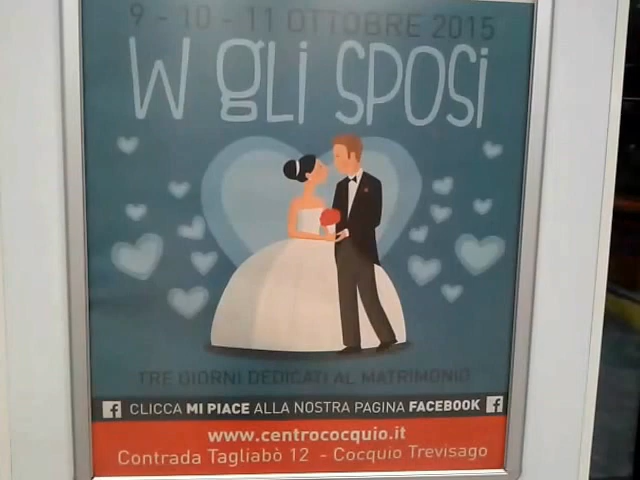 9 - 10 - 11 OTTOBRE 2015
W gLi SPOSi
TRE GIORNI DEDICATI AL MATRIMONIO
f CLICCA MI PIACE ALLA NOSTRA PAGINA FACEBOOK f
www.centrococquio.it
Contrada Tagliabò 12 - Cocquio Trevisago